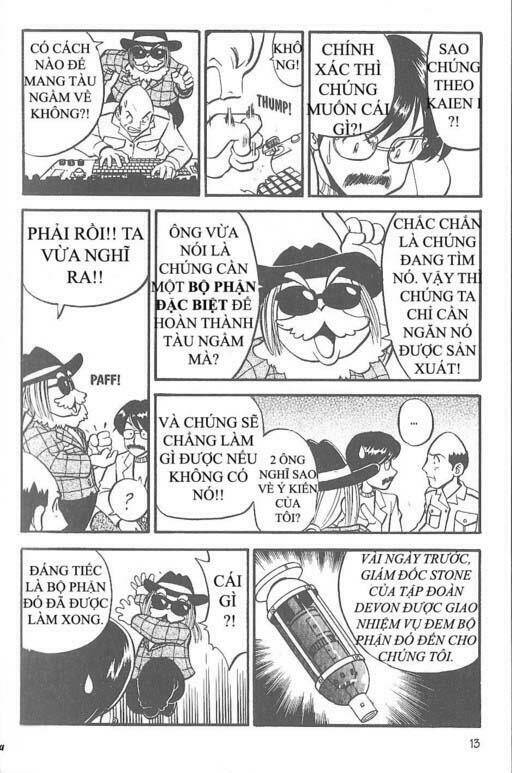 CÓ CÁCH
NÀO ĐỂ
MANG TÀU
NGẦM VỀ
KHÔNG?!
KHÔ
NG!
THUMP!
CHÍNH
XÁC THÌ
CHÚNG
MUỐN CÁI
GÌ?!
SAO
CHÚNG
THEO
KAIEN I
?!
PHẢI RỒI!! TA
VỪA NGHĨ
RA!!
PAFF!
?
ÔNG VỪA
NÓI LÀ
CHÚNG CẦN
MỘT BỘ PHẬN
ĐẶC BIỆT ĐỂ
HOÀN THÀNH
TÀU NGẦM
MÀ?
CHẮC CHẮN
LÀ CHÚNG
ĐANG TÌM
NÓ. VẬY THÌ
CHÚNG TA
CHỈ CẦN
NGĂN NÓ
ĐƯỢC SẢN
XUẤT!
VÀ CHÚNG SẼ
CHẲNG LÀM
GÌ ĐƯỢC NẾU
KHÔNG CÓ
NÓ!!
2 ÔNG
NGHĨ SAO
VỀ Ý KIẾN
CỦA
TÔI?
...
ĐÁNG TIẾC
LÀ BỘ PHẬN
ĐÓ ĐÃ ĐƯỢC
LÀM XONG.
CÁI
GÌ
?!
VÀI NGÀY TRƯỚC,
GIÁM ĐỐC STONE
CỦA TẬP ĐOÀN
DEVON ĐƯỢC GIAO
NHIỆM VỤ ĐEM BỘ
PHẬN ĐÓ ĐẾN CHO
CHÚNG TÔI.
13